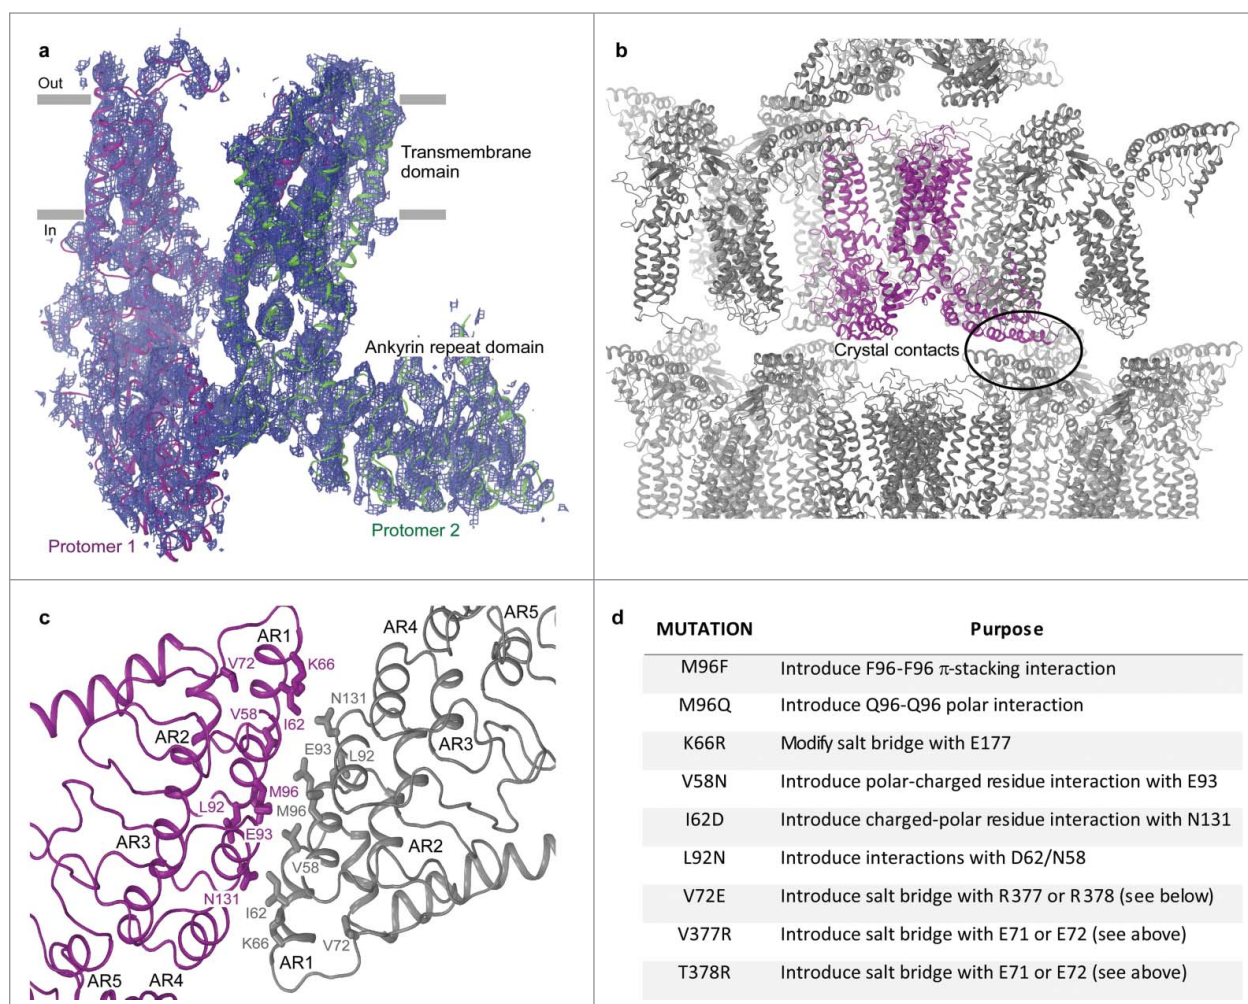 a
Out
In
Transmembrane
domain
Ankyrin repeat domain
Protomer 1
Protomer 2
b
Crystal contacts
c
AR1
V72
K66
V58
I62
AR2
M96
L92
E93
AR3
N131
AR5
AR4
AR5
AR4
N131
E93
L92
AR3
M96
AR2
V58
I62
K66
V72
AR1
d
MUTATION Purpose
M96F Introduce F96-F96 π-stacking interaction
M96Q Introduce Q96-Q96 polar interaction
K66R Modify salt bridge with E177
V58N Introduce polar-charged residue interaction with E93
I62D Introduce charged-polar residue interaction with N131
L92N Introduce interactions with D62/N58
V72E Introduce salt bridge with R377 or R378 (see below)
V377R Introduce salt bridge with E71 or E72 (see above)
T378R Introduce salt bridge with E71 or E72 (see above)